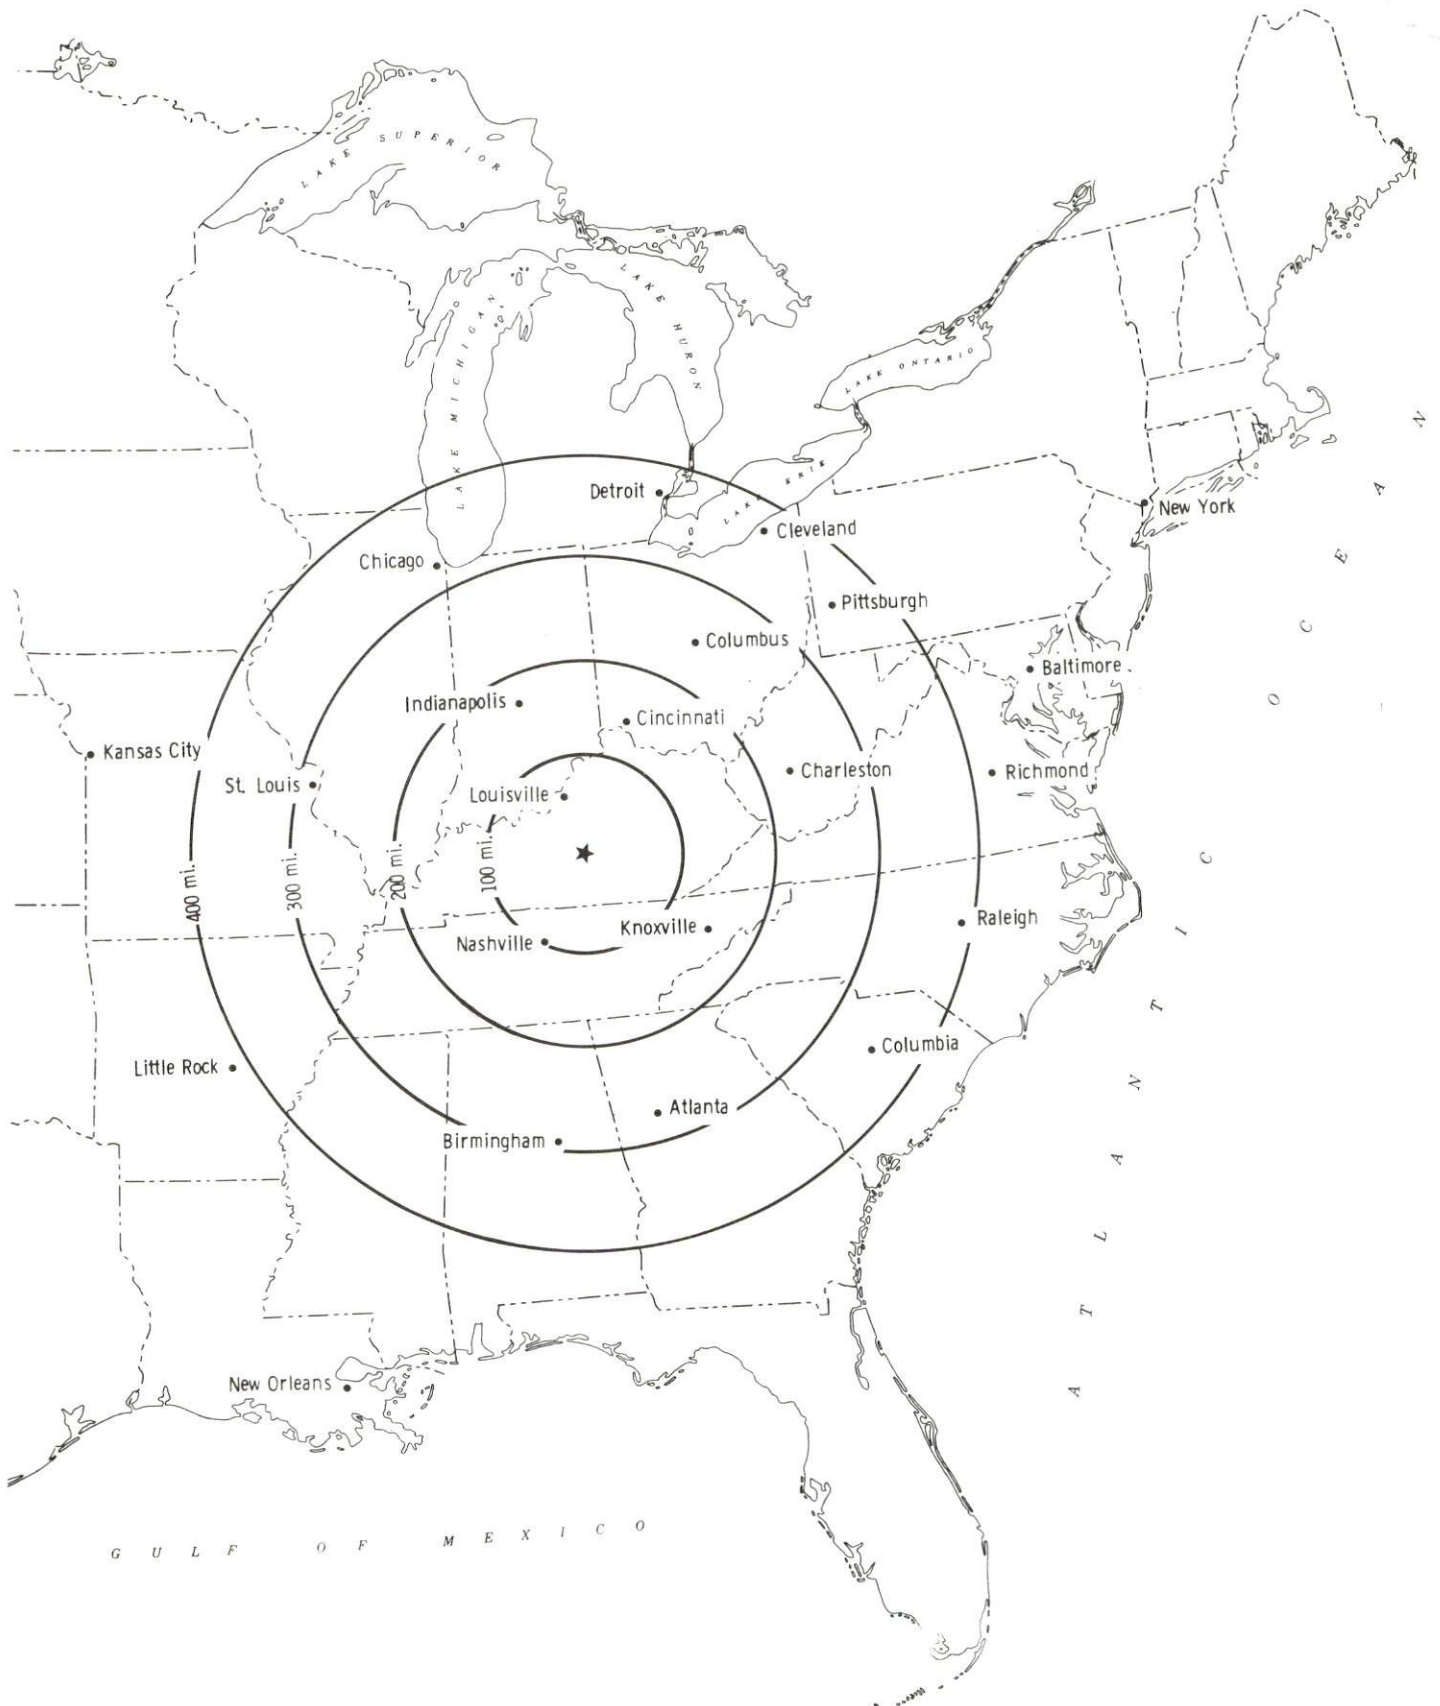 LAKE SUPERIOR
LAKE MICHIGAN
LAKE HURON
LAKE ONTARIO
LAKE ERIE
Detroit
New York
Cleveland
Chicago
Pittsburgh
Columbus
Baltimore
Indianapolis
Cincinnati
Kansas City
St. Louis
Charleston
Richmond
Louisville
400 mi.
300 mi.
200 mi.
100 mi.
Nashville
Knoxville
Raleigh
Little Rock
Columbia
Atlanta
Birmingham
New Orleans
GULF OF MEXICO
ATLANTIC OCEAN